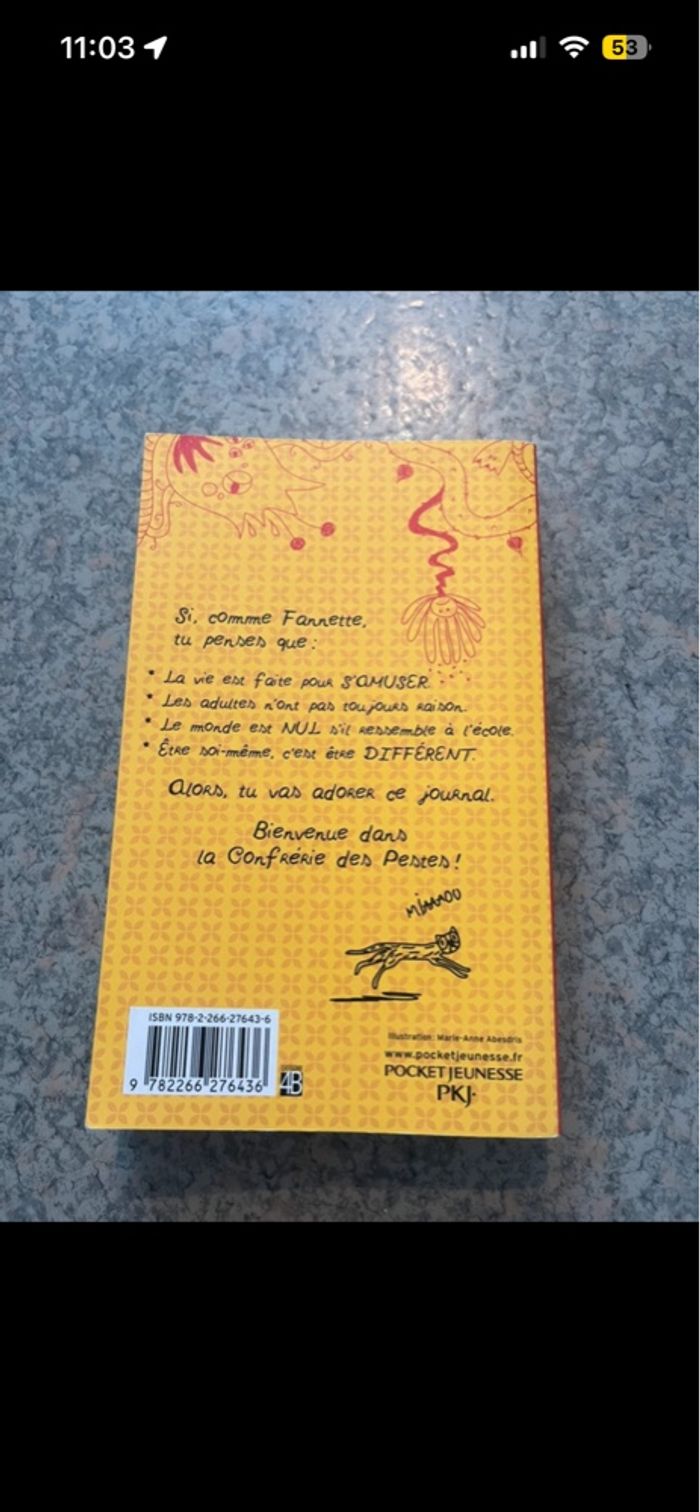 11:03
53
Si, comme Fannette,
tu penses que :
* La vie est faite pour S'AMUSER.
* Les adultes n'ont pas toujours raison.
* Le monde est NUL s'il ressemble à l'école.
* Être soi-même, c'est être DIFFÉRENT.
Alors, tu vas adorer ce journal.
Bienvenue dans
la Confrérie des Pestes !
miaaou
ISBN 978-2-266-27643-6
9 782266 276436
4B
Illustration : Marie-Anne Abesdris
www.pocketjeunesse.fr
POCKET JEUNESSE
PKJ·